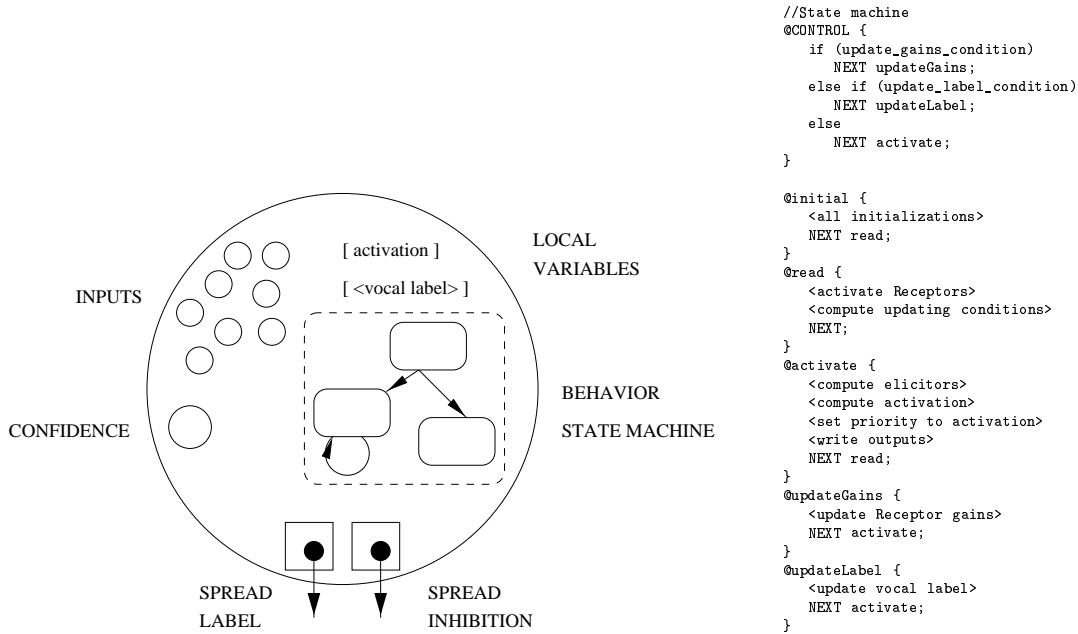 [ activation ]
[ <vocal label> ]
LOCAL
VARIABLES
INPUTS
CONFIDENCE
BEHAVIOR
STATE MACHINE
SPREAD
LABEL
SPREAD
INHIBITION
//State machine
@CONTROL {
if (update_gains_condition)
NEXT updateGains;
else if (update_label_condition)
NEXT updateLabel;
else
NEXT activate;
}
@initial {
<all initializations>
NEXT read;
}
@read {
<activate Receptors>
<compute updating conditions>
NEXT;
}
@activate {
<compute elicitors>
<compute activation>
<set priority to activation>
<write outputs>
NEXT read;
}
@updateGains {
<update Receptor gains>
NEXT activate;
}
@updateLabel {
<update vocal label>
NEXT activate;
}